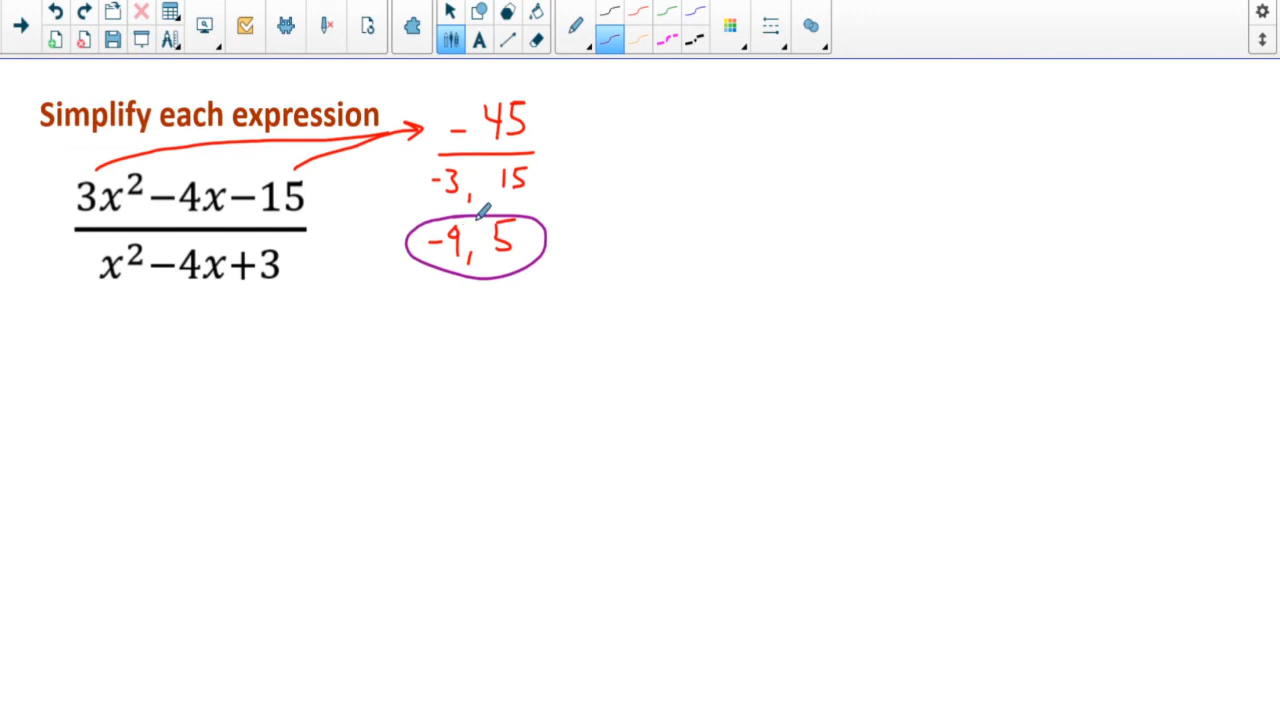 Simplify each expression
- 45
3x²−4x−15
-3, 15
x²−4x+3
-9, 5